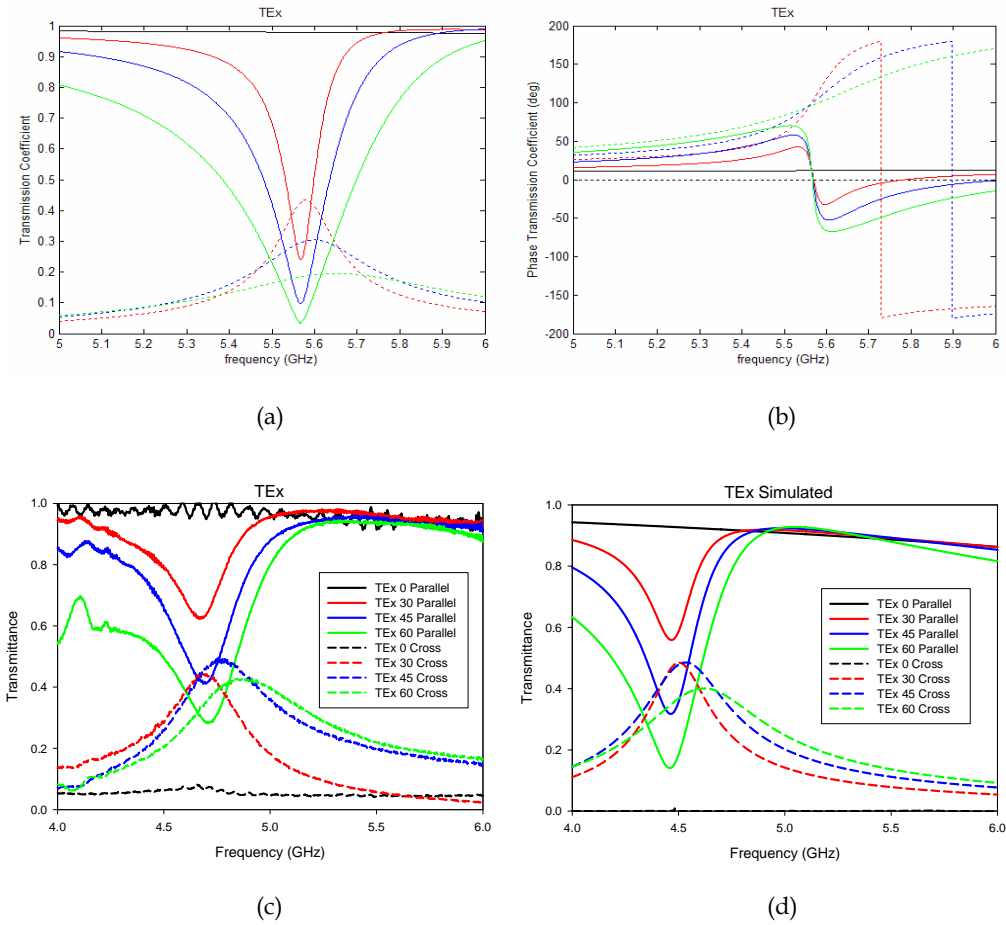 TEx
1
0.9
0.8
0.7
0.6
0.5
0.4
0.3
0.2
0.1
0
Transmission Coefficient
5 5.1 5.2 5.3 5.4 5.5 5.6 5.7 5.8 5.9 6
frequency (GHz)
(a)
TEx
200
150
100
50
0
-50
-100
-150
-200
Phase Transmission Coefficient (deg)
5 5.1 5.2 5.3 5.4 5.5 5.6 5.7 5.8 5.9 6
frequency (GHz)
(b)
TEx
1.0
0.8
0.6
0.4
0.2
0.0
Transmittance
TEx 0 Parallel
TEx 30 Parallel
TEx 45 Parallel
TEx 60 Parallel
TEx 0 Cross
TEx 30 Cross
TEx 45 Cross
TEx 60 Cross
4.0 4.5 5.0 5.5 6.0
Frequency (GHz)
(c)
TEx Simulated
1.0
0.8
0.6
0.4
0.2
0.0
Transmittance
TEx 0 Parallel
TEx 30 Parallel
TEx 45 Parallel
TEx 60 Parallel
TEx 0 Cross
TEx 30 Cross
TEx 45 Cross
TEx 60 Cross
4.0 4.5 5.0 5.5 6.0
Frequency (GHz)
(d)